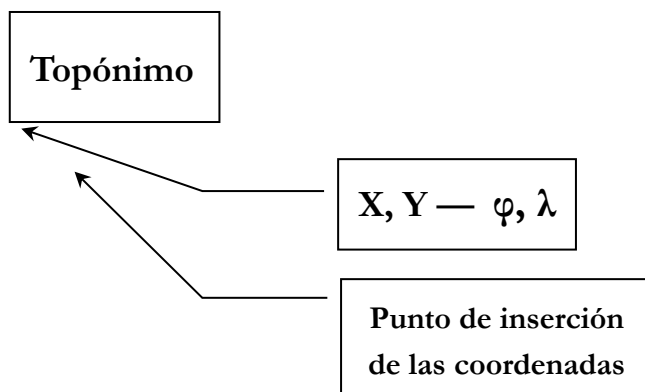 Topónimo
X, Y — φ, λ
Punto de inserción
de las coordenadas